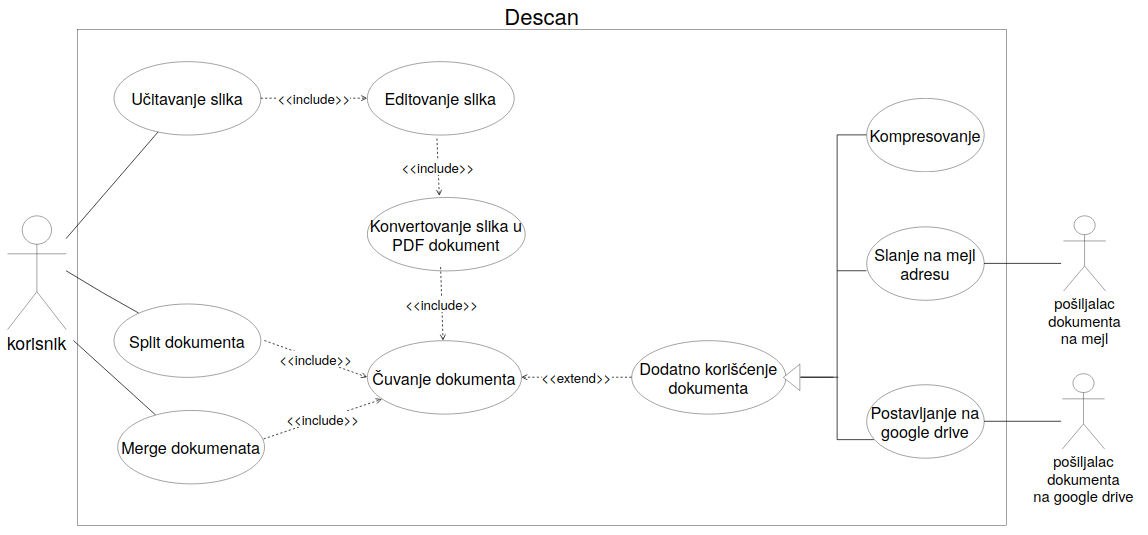 Descan
Učitavanje slika
<<include>>
Editovanje slika
<<include>>
Kompresovanje
Konvertovanje slika u
PDF dokument
<<include>>
Slanje na mejl
adresu
pošiljalac
dokumenta
na mejl
korisnik
Split dokumenta
<<include>>
Čuvanje dokumenta
<<extend>>
Dodatno korišćenje
dokumenta
<<include>>
Merge dokumenata
Postavljanje na
google drive
pošiljalac
dokumenta
na google drive